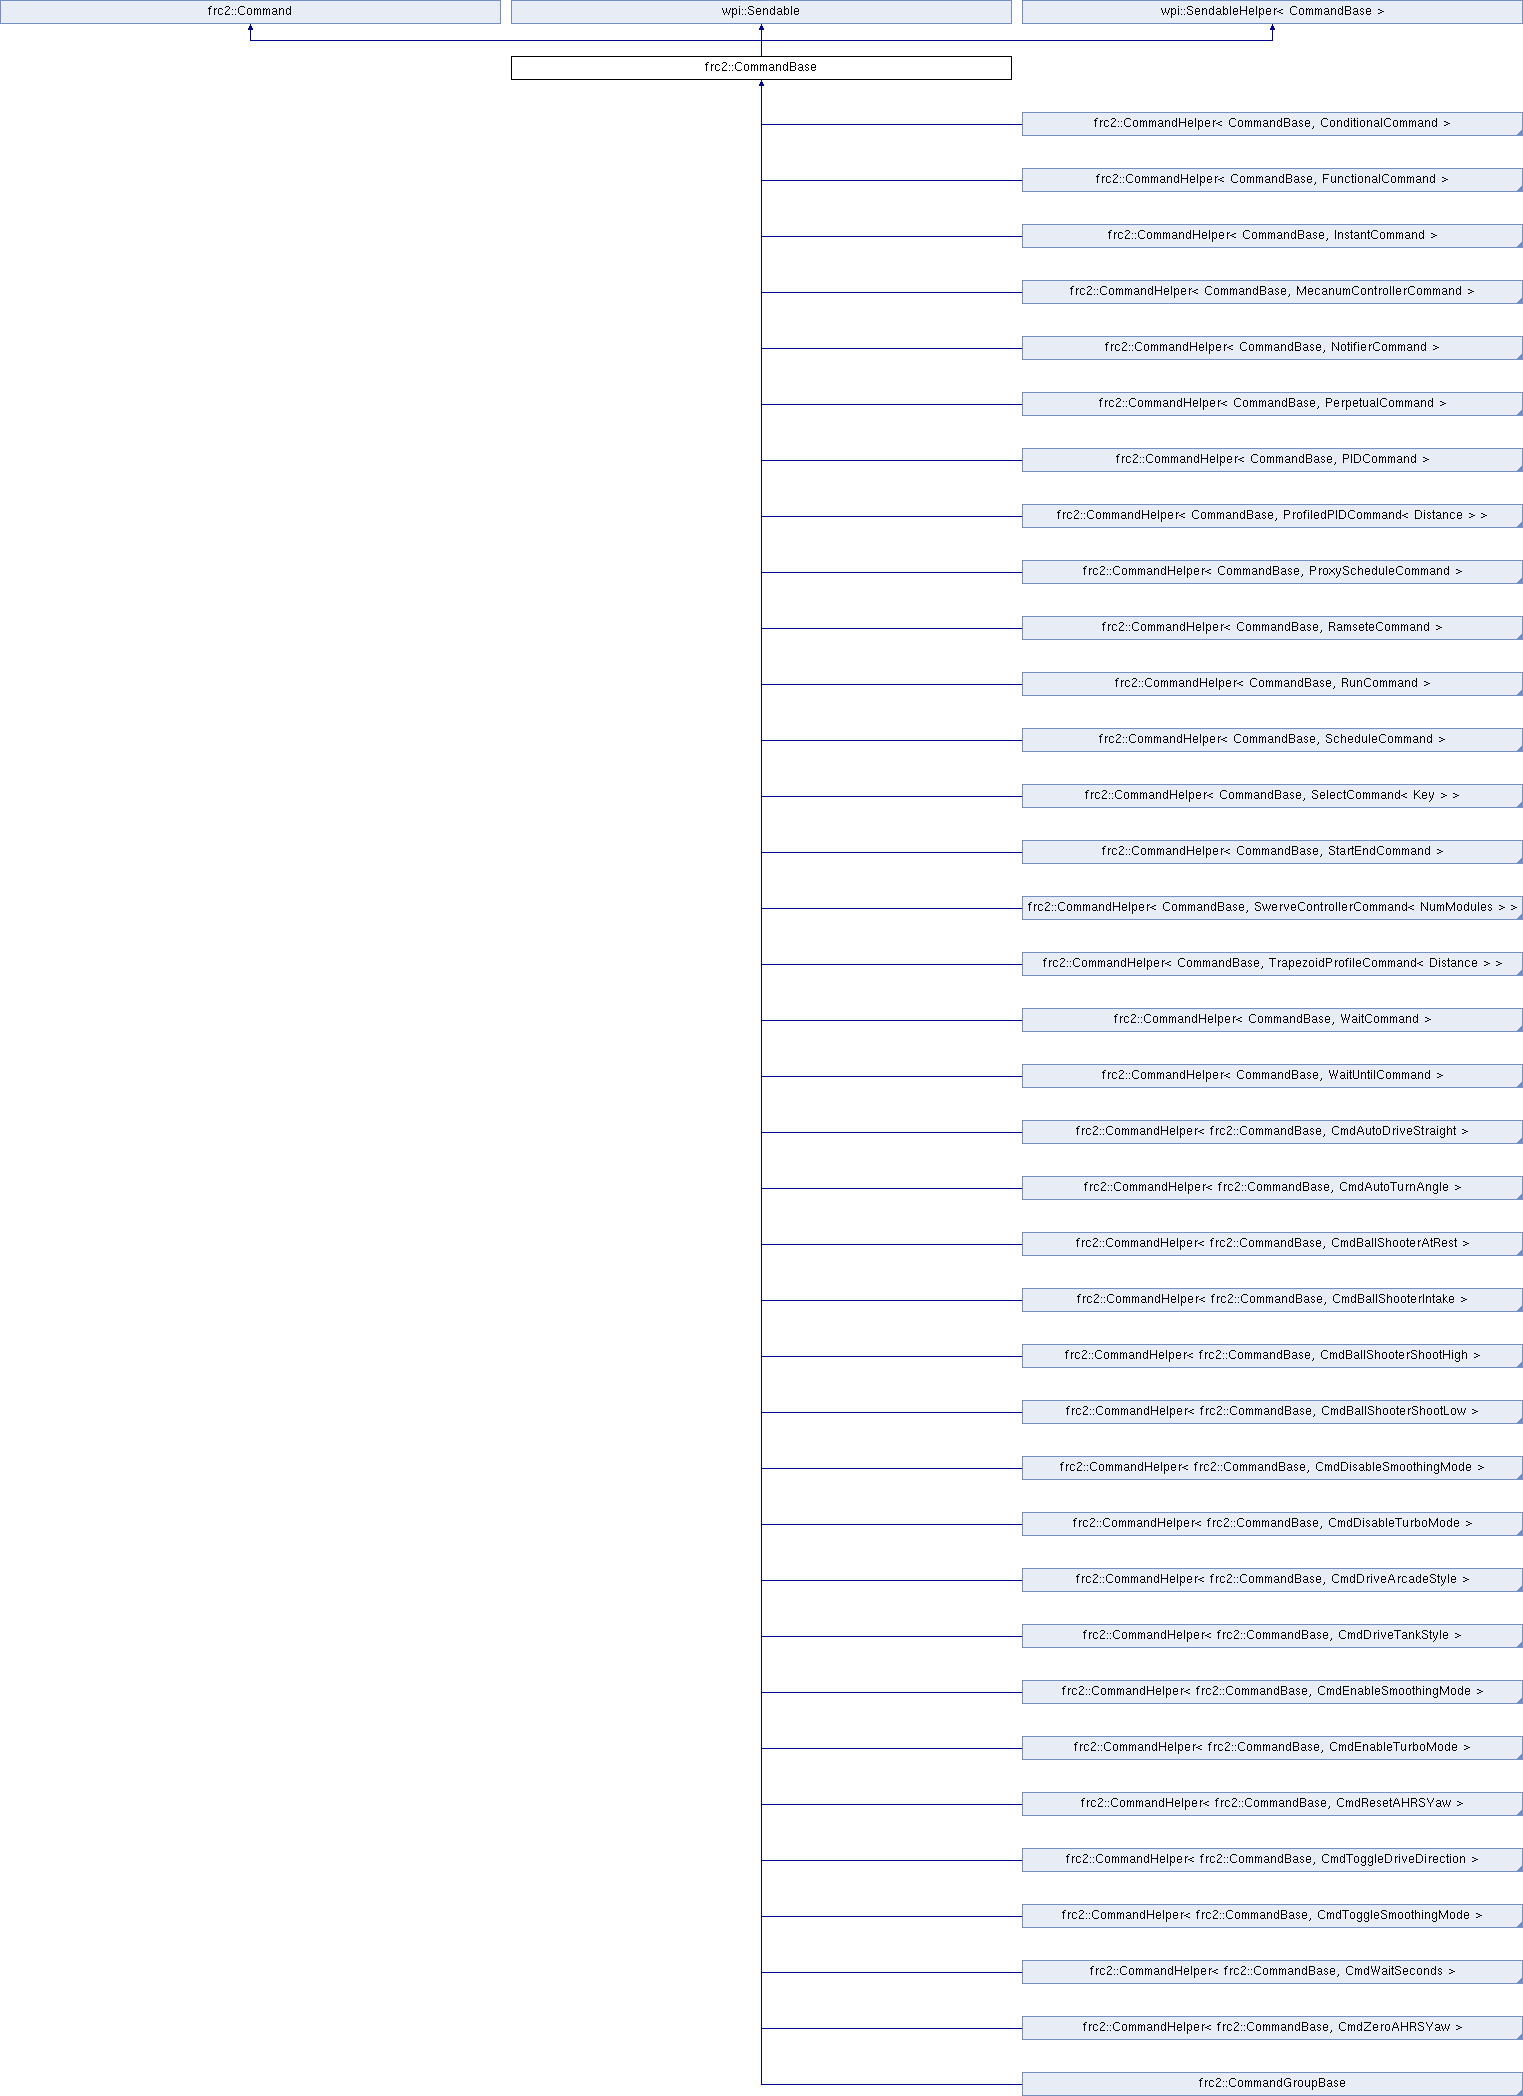 frc2::Command
wpi::Sendable
wpi::SendableHelper< CommandBase >
frc2::CommandBase
frc2::CommandHelper< CommandBase, ConditionalCommand >
frc2::CommandHelper< CommandBase, FunctionalCommand >
frc2::CommandHelper< CommandBase, InstantCommand >
frc2::CommandHelper< CommandBase, MecanumControllerCommand >
frc2::CommandHelper< CommandBase, NotifierCommand >
frc2::CommandHelper< CommandBase, PerpetualCommand >
frc2::CommandHelper< CommandBase, PIDCommand >
frc2::CommandHelper< CommandBase, ProfiledPIDCommand< Distance > >
frc2::CommandHelper< CommandBase, ProxyScheduleCommand >
frc2::CommandHelper< CommandBase, RamseteCommand >
frc2::CommandHelper< CommandBase, RunCommand >
frc2::CommandHelper< CommandBase, ScheduleCommand >
frc2::CommandHelper< CommandBase, SelectCommand< Key > >
frc2::CommandHelper< CommandBase, StartEndCommand >
frc2::CommandHelper< CommandBase, SwerveControllerCommand< NumModules > >
frc2::CommandHelper< CommandBase, TrapezoidProfileCommand< Distance > >
frc2::CommandHelper< CommandBase, WaitCommand >
frc2::CommandHelper< CommandBase, WaitUntilCommand >
frc2::CommandHelper< frc2::CommandBase, CmdAutoDriveStraight >
frc2::CommandHelper< frc2::CommandBase, CmdAutoTurnAngle >
frc2::CommandHelper< frc2::CommandBase, CmdBallShooterAtRest >
frc2::CommandHelper< frc2::CommandBase, CmdBallShooterIntake >
frc2::CommandHelper< frc2::CommandBase, CmdBallShooterShootHigh >
frc2::CommandHelper< frc2::CommandBase, CmdBallShooterShootLow >
frc2::CommandHelper< frc2::CommandBase, CmdDisableSmoothingMode >
frc2::CommandHelper< frc2::CommandBase, CmdDisableTurboMode >
frc2::CommandHelper< frc2::CommandBase, CmdDriveArcadeStyle >
frc2::CommandHelper< frc2::CommandBase, CmdDriveTankStyle >
frc2::CommandHelper< frc2::CommandBase, CmdEnableSmoothingMode >
frc2::CommandHelper< frc2::CommandBase, CmdEnableTurboMode >
frc2::CommandHelper< frc2::CommandBase, CmdResetAHRSYaw >
frc2::CommandHelper< frc2::CommandBase, CmdToggleDriveDirection >
frc2::CommandHelper< frc2::CommandBase, CmdToggleSmoothingMode >
frc2::CommandHelper< frc2::CommandBase, CmdWaitSeconds >
frc2::CommandHelper< frc2::CommandBase, CmdZeroAHRSYaw >
frc2::CommandGroupBase